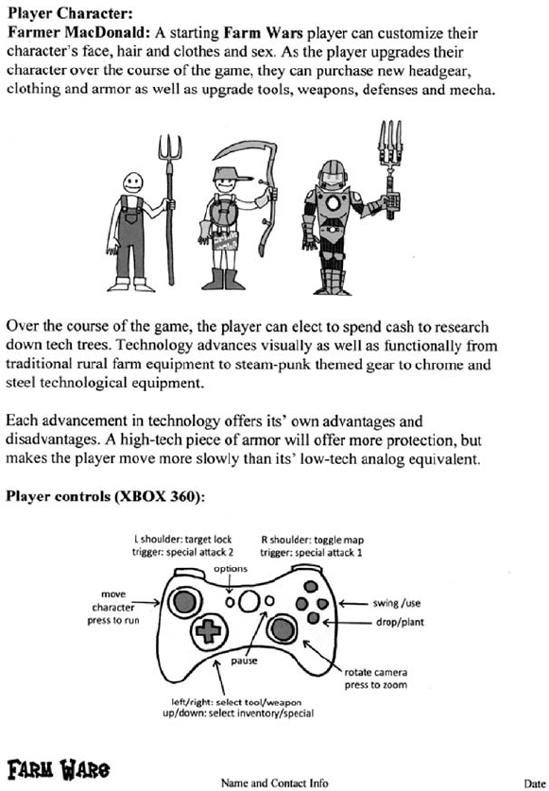 Player Character:
Farmer MacDonald: A starting Farm Wars player can customize their
character's face, hair and clothes and sex. As the player upgrades their
character over the course of the game, they can purchase new headgear,
clothing and armor as well as upgrade tools, weapons, defenses and mecha.
Over the course of the game, the player can elect to spend cash to research
down tech trees. Technology advances visually as well as functionally from
traditional rural farm equipment to steam-punk themed gear to chrome and
steel technological equipment.
Each advancement in technology offers its' own advantages and
disadvantages. A high-tech piece of armor will offer more protection, but
makes the player move more slowly than its' low-tech analog equivalent.
Player controls (XBOX 360):
L shoulder: target lock
trigger: special attack 2
R shoulder: toggle map
trigger: special attack 1
options
move
character
press to run
swing /use
drop/plant
pause
rotate camera
press to zoom
left/right: select tool/weapon
up/down: select inventory/special
FARM WARS
Name and Contact Info
Date